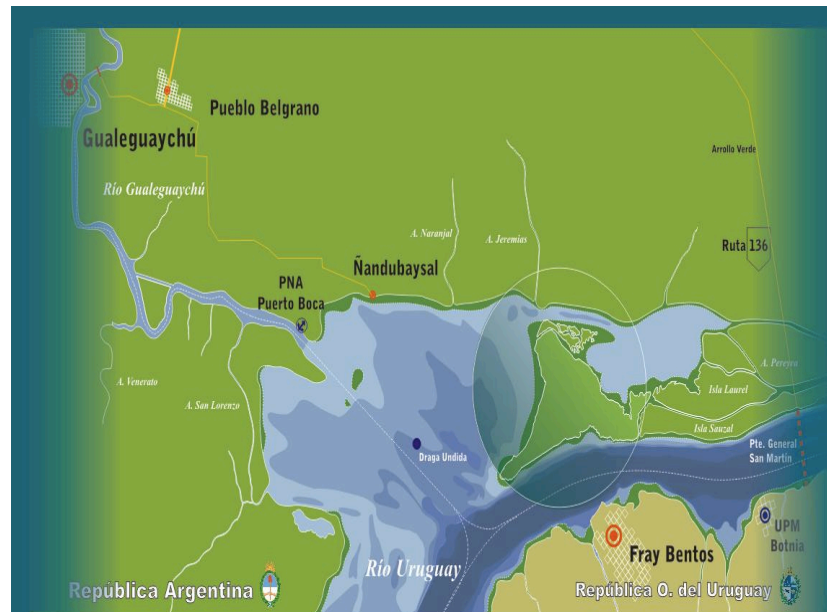 Pueblo Belgrano
Gualeguaychú
Arrollo Verde
Río Gualeguaychú
A. Naranjal
A. Jeremias
Ruta 136
Ñandubaysal
PNA
Puerto Boca
A. Venerato
A. San Lorenzo
A. Pereyra
Isla Laurel
Isla Sauzal
Draga Undida
Pte. General
San Martín
UPM
Botnia
Fray Bentos
Río Uruguay
República Argentina
República O. del Uruguay